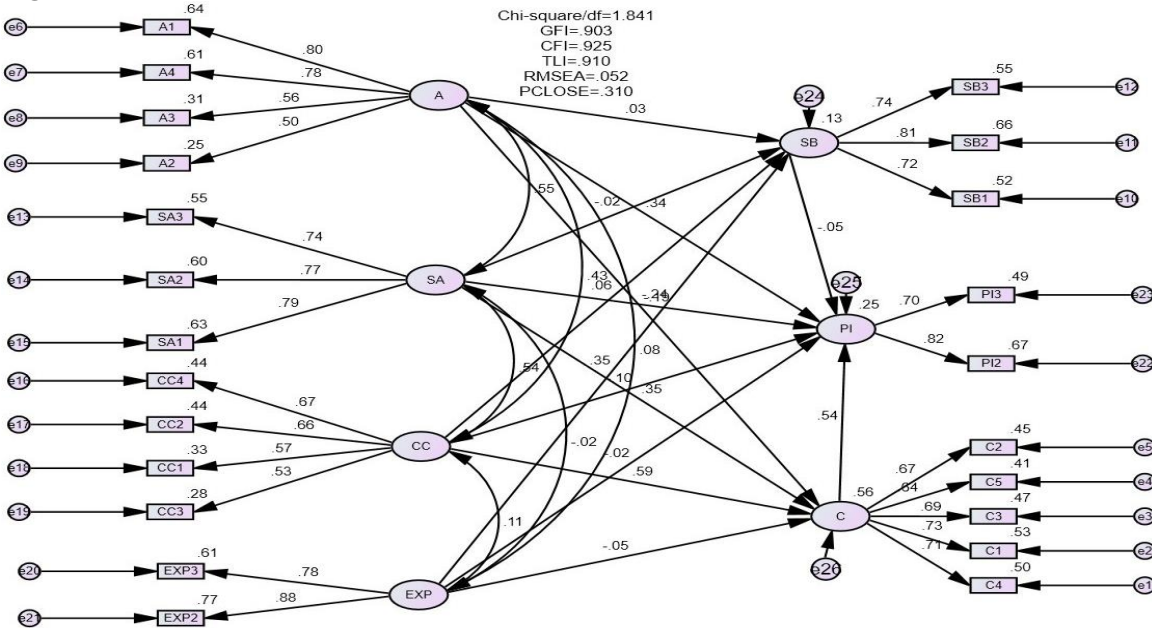 Chi-square/df=1.841
GFI=.903
CFI=.925
TLI=.910
RMSEA=.052
PCLOSE=.310
.64
e6 A1
.80
.61
e7 A4
.78
.31
e8 A3
.56
.25
e9 A2
.50
A
.03
e24
.13
SB
.55
SB3 e12
.74
.66
SB2 e11
.81
.52
SB1 e10
.72
.55
e13 SA3
.74
.60
e14 SA2
.77
.63
e15 SA1
.79
SA
.55
-.02
.34
-.05
e25
.25
PI
.49
PI3 e23
.70
.67
PI2 e22
.82
.43
.06
-.24
-.19
.08
.44
e16 CC4
.67
.44
e17 CC2
.66
.33
e18 CC1
.57
.28
e19 CC3
.53
CC
.54
.35
.10
.35
-.02
-.02
.59
.54
.11
-.05
.61
e20 EXP3
.78
.77
e21 EXP2
.88
EXP
.56
C
e26
.45
C2 e5
.67
.41
C5 e4
.64
.47
C3 e3
.69
.53
C1 e2
.73
.50
C4 e1
.71